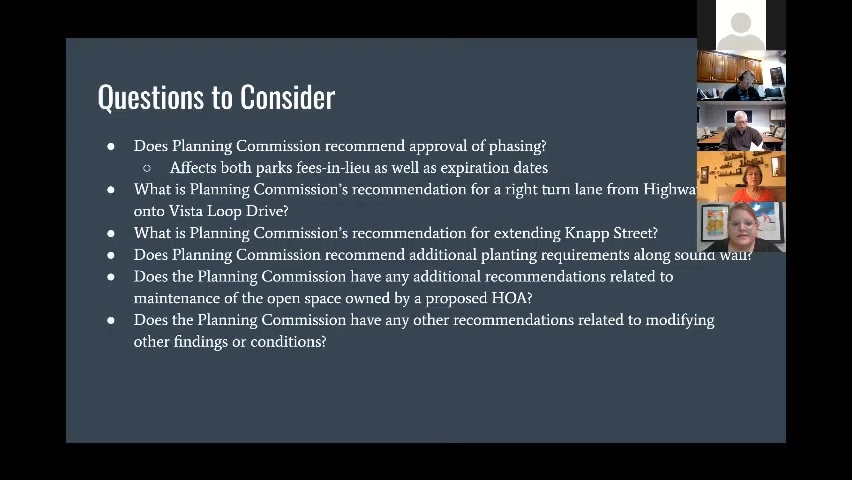 Questions to Consider
● Does Planning Commission recommend approval of phasing?
○ Affects both parks fees-in-lieu as well as expiration dates
● What is Planning Commission's recommendation for a right turn lane from
onto Vista Loop Drive?
● What is Planning Commission's recommendation for extending Knapp Street?
● Does Planning Commission recommend additional planting requirements along sound wall?
● Does the Planning Commission have any additional recommendations related to
maintenance of the open space owned by a proposed HOA?
● Does the Planning Commission have any other recommendations related to modifying
other findings or conditions?